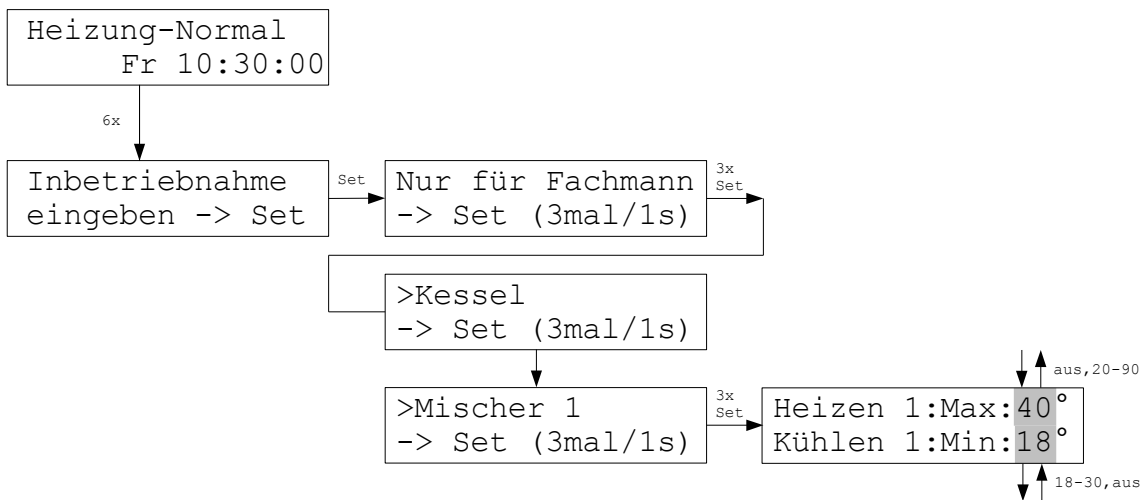 Heizung-Normal
Fr 10:30:00
6x
Inbetriebnahme
eingeben -> Set
Set
Nur für Fachmann
-> Set (3mal/1s)
3x
Set
>Kessel
-> Set (3mal/1s)
>Mischer 1
-> Set (3mal/1s)
3x
Set
aus,20-90
Heizen 1:Max:40°
Kühlen 1:Min:18°
18-30,aus